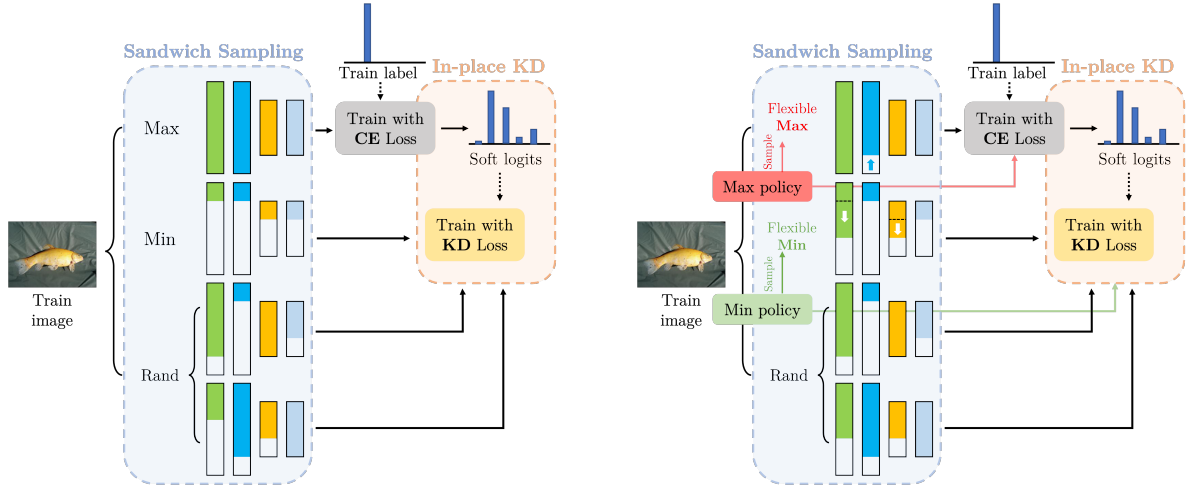 Sandwich Sampling
Train label
In-place KD
Max
Train with
CE Loss
Soft logits
Min
Train with
KD Loss
Train
image
Rand
Sandwich Sampling
Train label
In-place KD
Flexible
Max
Sample
Train with
CE Loss
Soft logits
Max policy
Flexible
Min
Sample
Train with
KD Loss
Train
image
Min policy
Rand